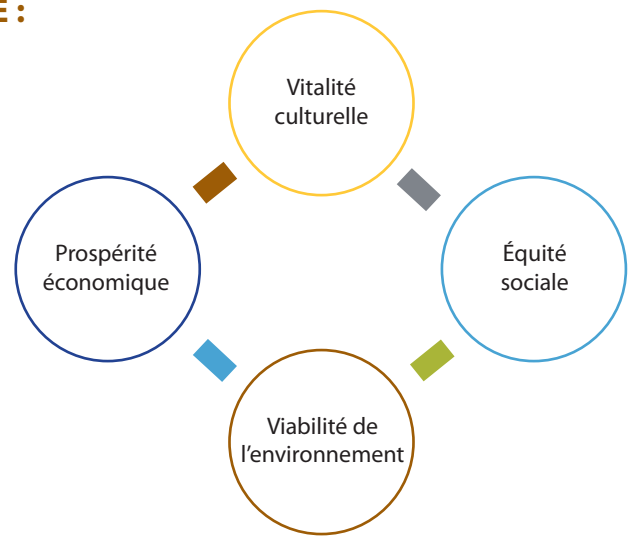 E :
Vitalité
culturelle
Prospérité
économique
Équité
sociale
Viabilité de
l'environnement